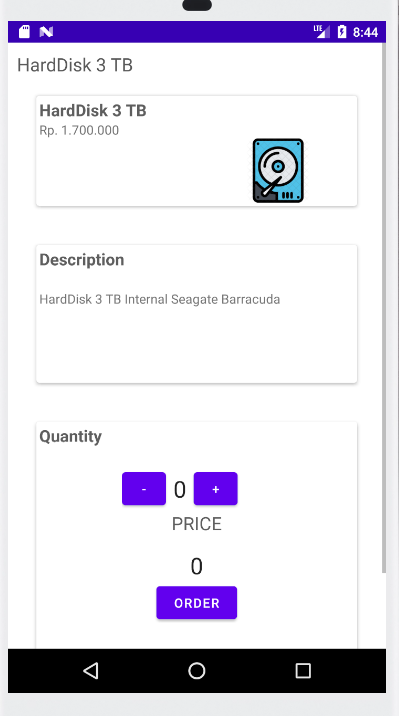 LTE 8:44
HardDisk 3 TB
HardDisk 3 TB
Rp. 1.700.000
Description
HardDisk 3 TB Internal Seagate Barracuda
Quantity
- 0 +
PRICE
0
ORDER